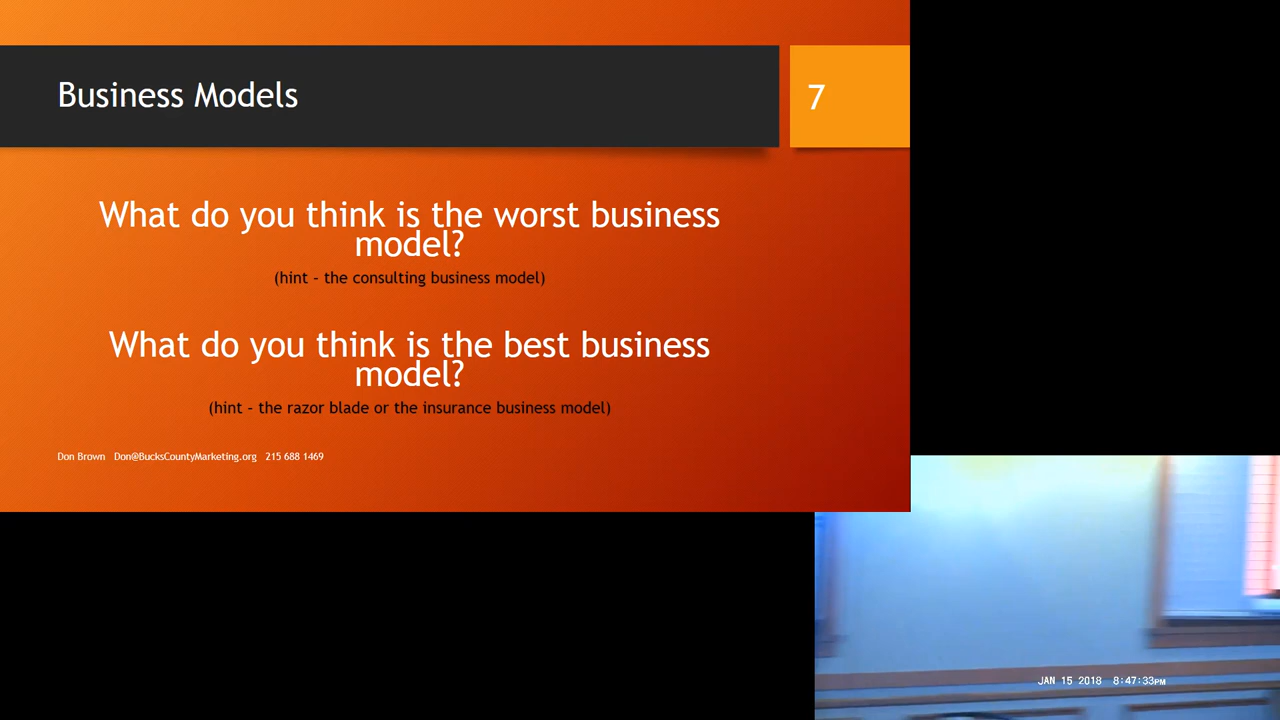 Business Models
7
What do you think is the worst business
model?
(hint - the consulting business model)
What do you think is the best business
model?
(hint - the razor blade or the insurance business model)
Don Brown Don@BucksCountyMarketing.org 215 688 1469
JAN 15 2018 8:47:33PM